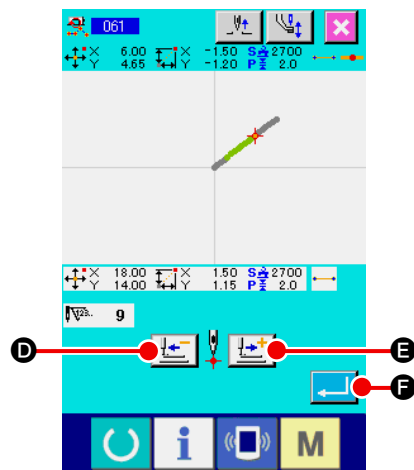 061
X 6.00 X -1.50 S 2700
Y 4.65 Y -1.20 P 2.0
X 18.00 X 1.50 S 2700
Y 14.00 Y 1.15 P 2.0
123.. 9
D E
F
i M